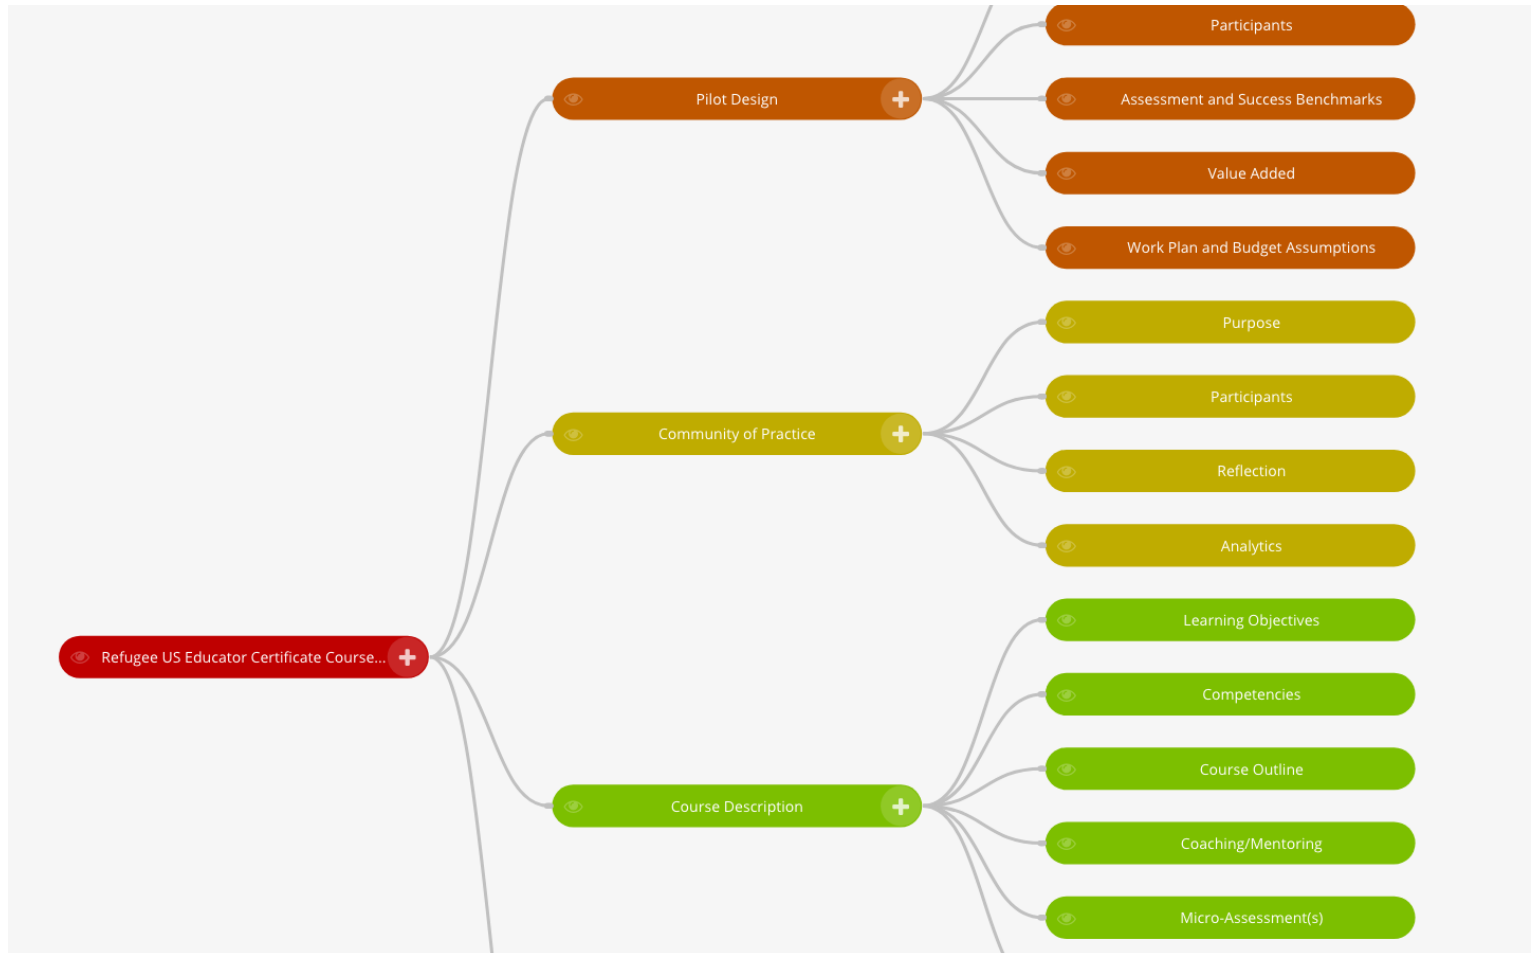 Participants
Pilot Design
Assessment and Success Benchmarks
Value Added
Work Plan and Budget Assumptions
Purpose
Community of Practice
Participants
Reflection
Analytics
Refugee US Educator Certificate Course...
Learning Objectives
Competencies
Course Outline
Course Description
Coaching/Mentoring
Micro-Assessment(s)